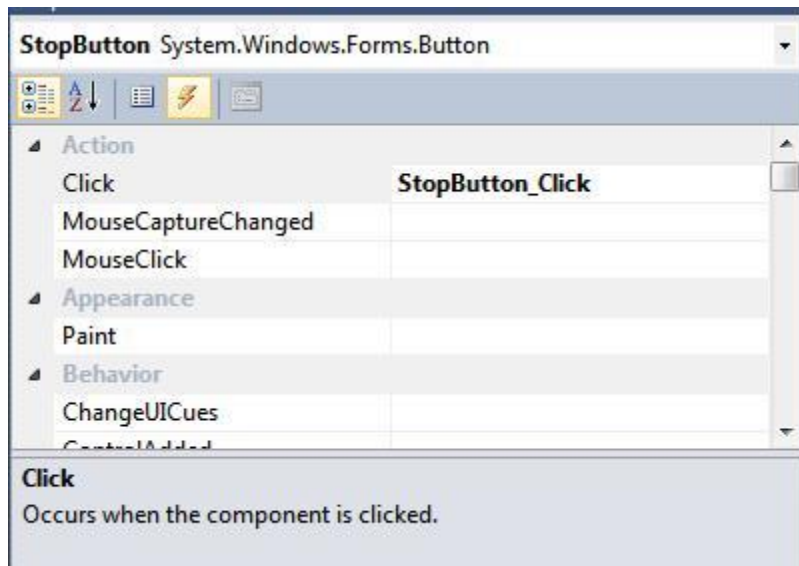 StopButton System.Windows.Forms.Button
A
Z
Action
Click StopButton_Click
MouseCaptureChanged
MouseClick
Appearance
Paint
Behavior
ChangeUICues
Click
Occurs when the component is clicked.